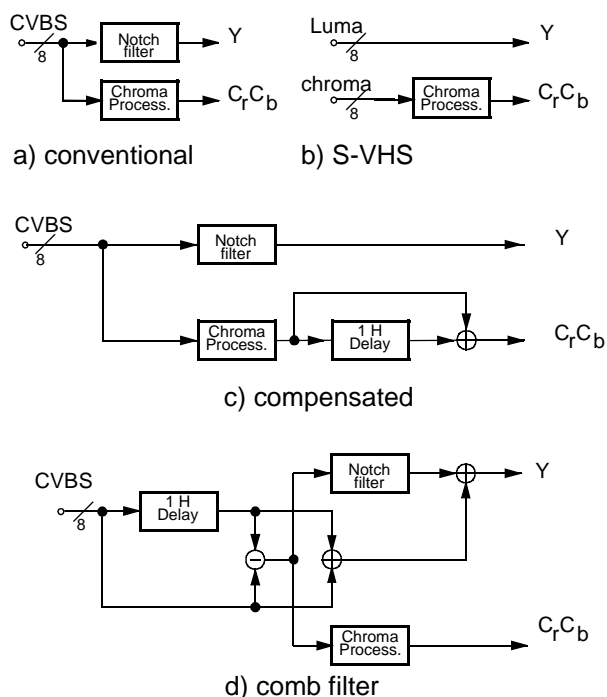 CVBS
8
Notch
filter
Y
Chroma
Process.
CrCb
a) conventional
Luma
8
Y
chroma
8
Chroma
Process.
CrCb
b) S-VHS
CVBS
8
Notch
filter
Y
Chroma
Process.
1 H
Delay
CrCb
c) compensated
CVBS
8
1 H
Delay
Notch
filter
Y
Chroma
Process.
CrCb
d) comb filter